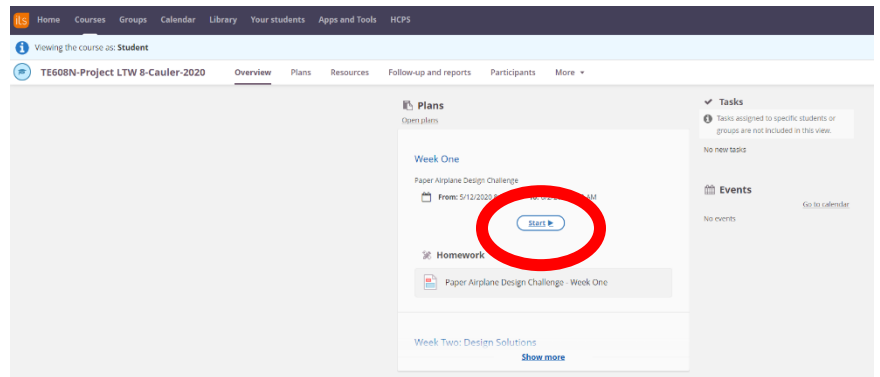 its Home Courses Groups Calendar Library Your students Apps and Tools HCPS
Viewing the course as: Student
TE608N-Project LTW 8-Cauler-2020 Overview Plans Resources Follow-up and reports Participants More
Plans
Open plans
Week One
Paper Airplane Design Challenge
From: 5/12/2020 AM
Start
Homework
Paper Airplane Design Challenge - Week One
Week Two: Design Solutions
Show more
Tasks
Tasks assigned to specific students or
groups are not included in this view.
No new tasks
Events
Go to calendar
No events